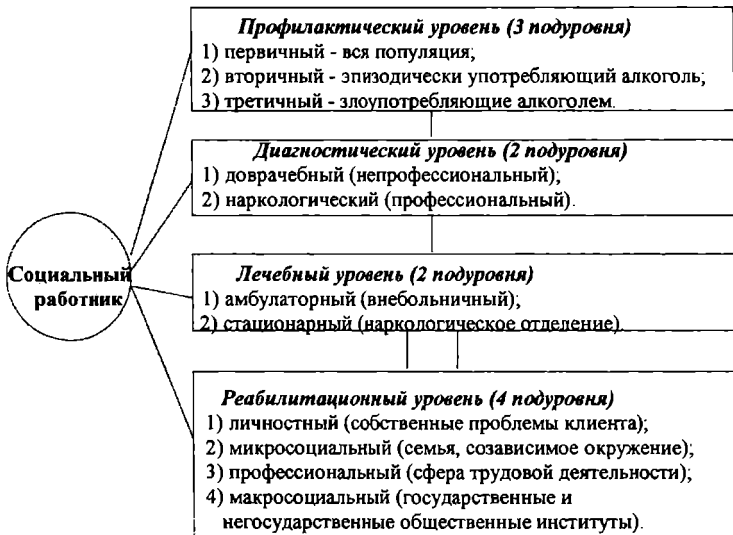 Профилактический уровень (3 подуровня)
1) первичный - вся популяция;
2) вторичный - эпизодически употребляющий алкоголь;
3) третичный - злоупотребляющие алкоголем.
Диагностический уровень (2 подуровня)
1) доврачебный (непрофессиональный);
2) наркологический (профессиональный).
Социальный
работник
Лечебный уровень (2 подуровня)
1) амбулаторный (внебольничный);
2) стационарный (наркологическое отделение).
Реабилитационный уровень (4 подуровня)
1) личностный (собственные проблемы клиента);
2) микросоциальный (семья, созависимое окружение);
3) профессиональный (сфера трудовой деятельности);
4) макросоциальный (государственные и
негосударственные общественные институты).